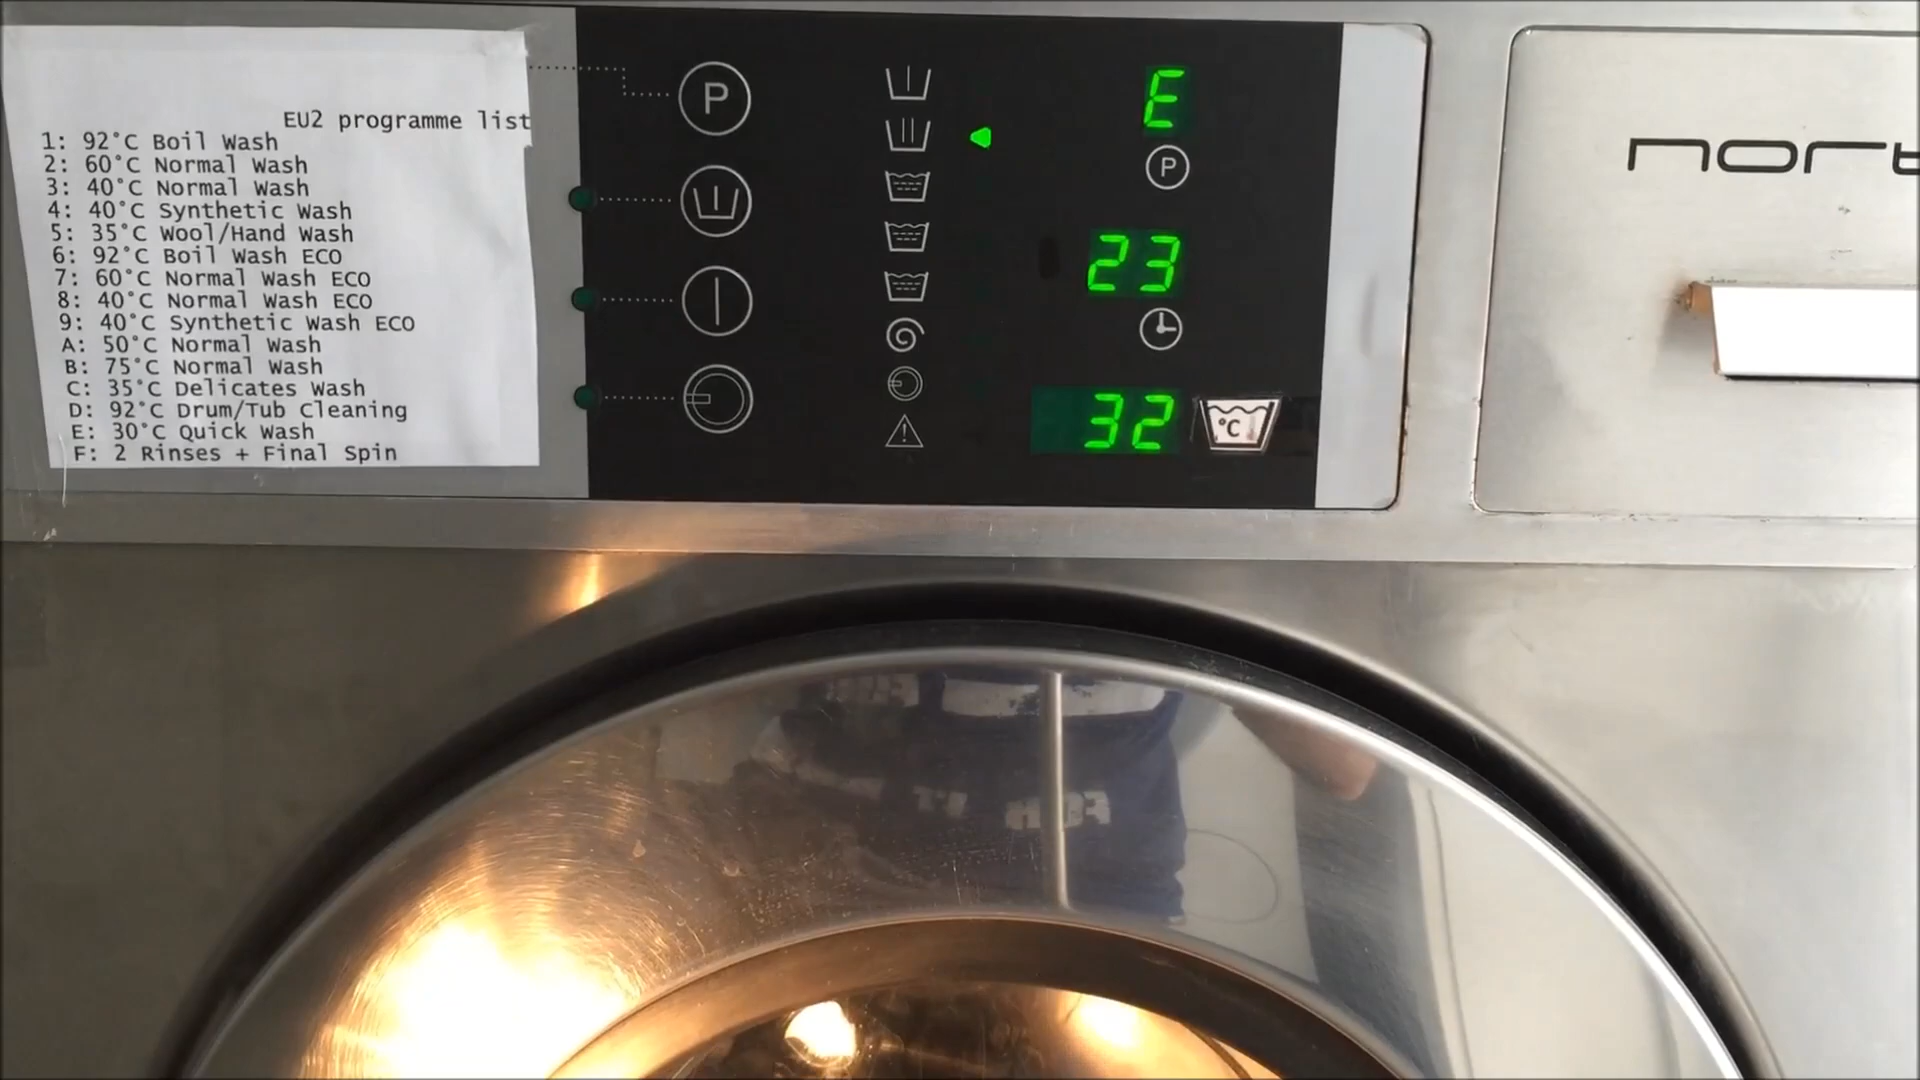 EU2 programme list
1: 92°C Boil Wash
2: 60°C Normal Wash
3: 40°C Normal Wash
4: 40°C Synthetic Wash
5: 35°C Wool/Hand Wash
6: 92°C Boil Wash ECO
7: 60°C Normal Wash ECO
8: 40°C Normal Wash ECO
9: 40°C Synthetic Wash ECO
A: 50°C Normal Wash
B: 75°C Normal Wash
C: 35°C Delicates Wash
D: 92°C Drum/Tub Cleaning
E: 30°C Quick Wash
F: 2 Rinses + Final Spin
P
E
P
23
32
°C